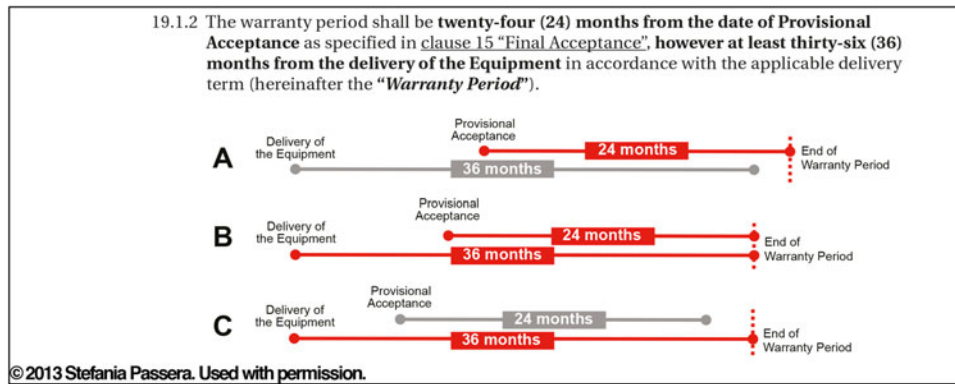 19.1.2 The warranty period shall be twenty-four (24) months from the date of Provisional
Acceptance as specified in clause 15 “Final Acceptance”, however at least thirty-six (36)
months from the delivery of the Equipment in accordance with the applicable delivery
term (hereinafter the “Warranty Period”).
A
Delivery of
the Equipment
Provisional
Acceptance
24 months
36 months
End of
Warranty Period
B
Delivery of
the Equipment
Provisional
Acceptance
24 months
36 months
End of
Warranty Period
C
Delivery of
the Equipment
Provisional
Acceptance
24 months
36 months
End of
Warranty Period
© 2013 Stefania Passera. Used with permission.